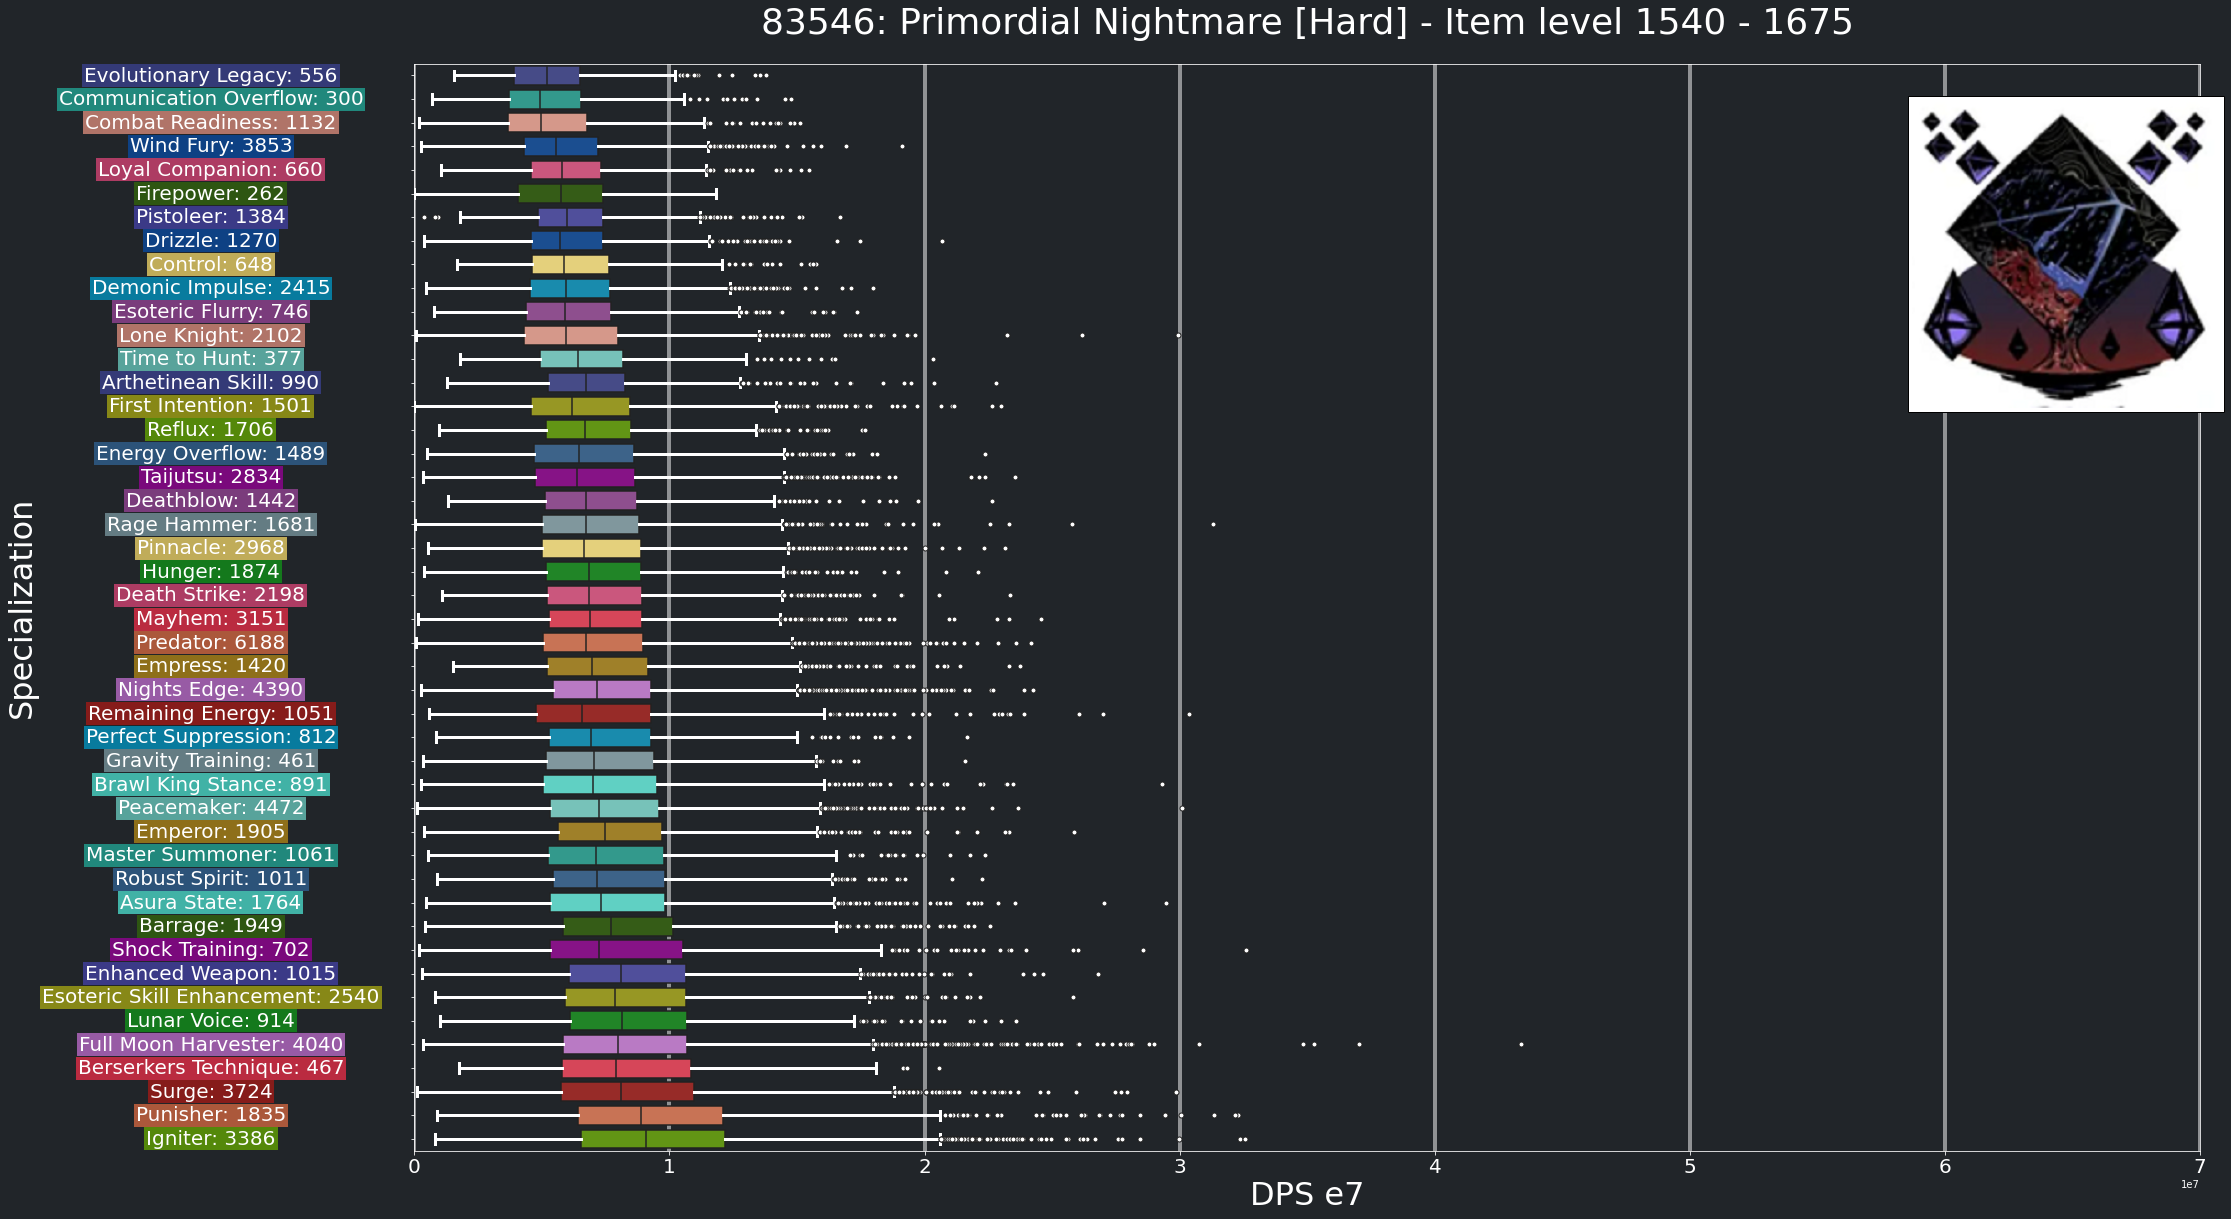 83546: Primordial Nightmare [Hard] - Item level 1540 - 1675
Evolutionary Legacy: 556
Communication Overflow: 300
Combat Readiness: 1132
Wind Fury: 3853
Loyal Companion: 660
Firepower: 262
Pistoleer: 1384
Drizzle: 1270
Control: 648
Demonic Impulse: 2415
Esoteric Flurry: 746
Lone Knight: 2102
Time to Hunt: 377
Arthetinean Skill: 990
First Intention: 1501
Reflux: 1706
Energy Overflow: 1489
Taijutsu: 2834
Deathblow: 1442
Rage Hammer: 1681
Pinnacle: 2968
Hunger: 1874
Death Strike: 2198
Mayhem: 3151
Predator: 6188
Empress: 1420
Nights Edge: 4390
Remaining Energy: 1051
Perfect Suppression: 812
Gravity Training: 461
Brawl King Stance: 891
Peacemaker: 4472
Emperor: 1905
Master Summoner: 1061
Robust Spirit: 1011
Asura State: 1764
Barrage: 1949
Shock Training: 702
Enhanced Weapon: 1015
Esoteric Skill Enhancement: 2540
Lunar Voice: 914
Full Moon Harvester: 4040
Berserkers Technique: 467
Surge: 3724
Punisher: 1835
Igniter: 3386
Specialization
0 1 2 3 4 5 6 7
DPS e7
1e7